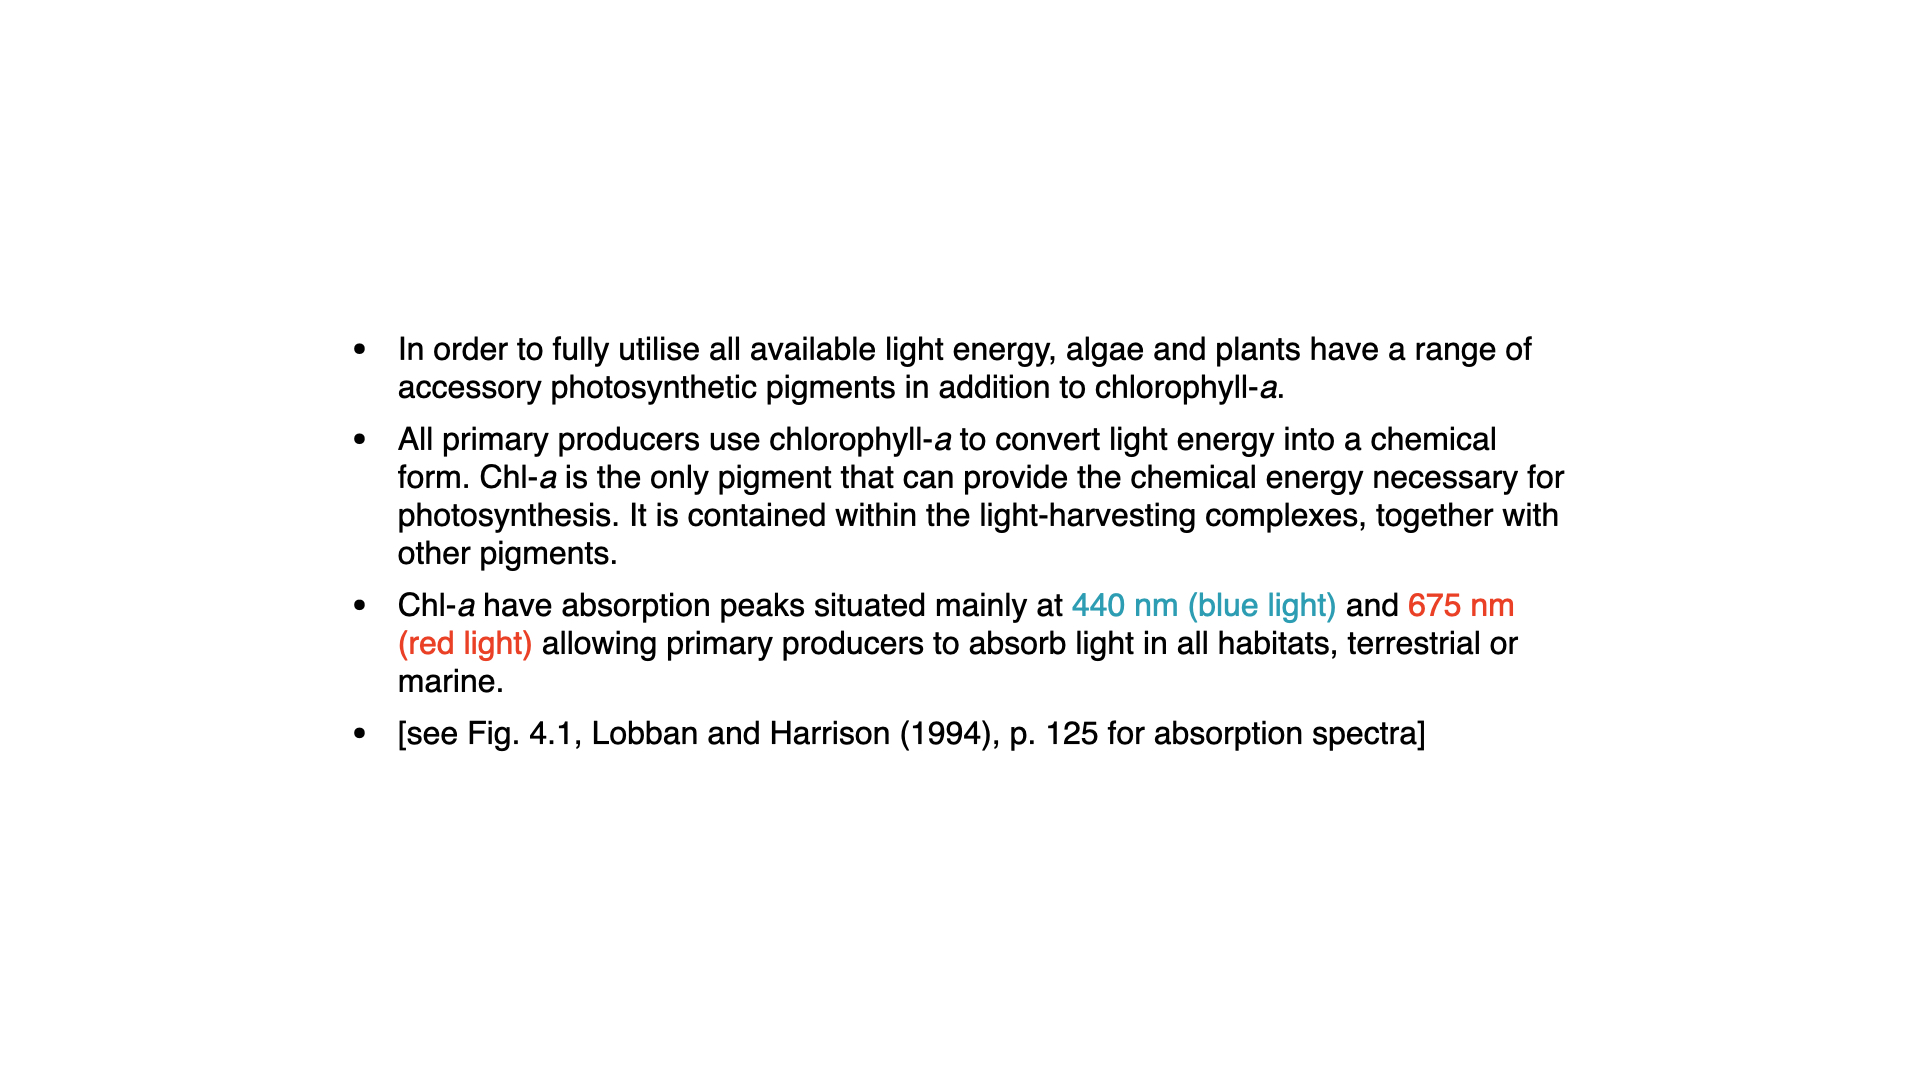 • In order to fully utilise all available light energy, algae and plants have a range of
accessory photosynthetic pigments in addition to chlorophyll-a.
• All primary producers use chlorophyll-a to convert light energy into a chemical
form. Chl-a is the only pigment that can provide the chemical energy necessary for
photosynthesis. It is contained within the light-harvesting complexes, together with
other pigments.
• Chl-a have absorption peaks situated mainly at 440 nm (blue light) and 675 nm
(red light) allowing primary producers to absorb light in all habitats, terrestrial or
marine.
• [see Fig. 4.1, Lobban and Harrison (1994), p. 125 for absorption spectra]